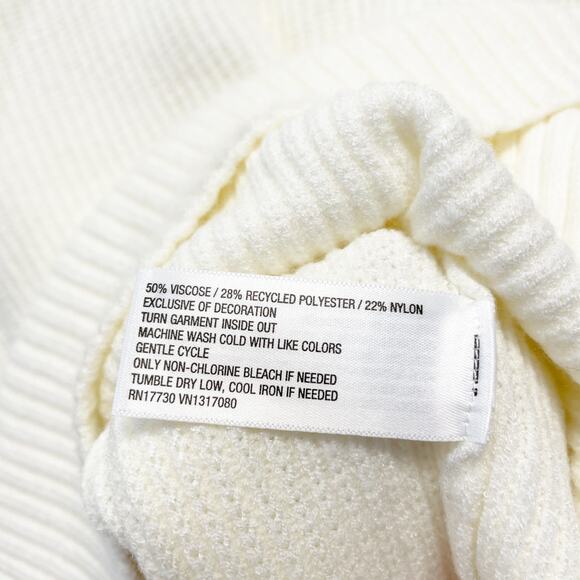 50% VISCOSE / 28% RECYCLED POLYESTER / 22% NYLON
EXCLUSIVE OF DECORATION
TURN GARMENT INSIDE OUT
MACHINE WASH COLD WITH LIKE COLORS
GENTLE CYCLE
ONLY NON-CHLORINE BLEACH IF NEEDED
TUMBLE DRY LOW, COOL IRON IF NEEDED
RN17730 VN1317080